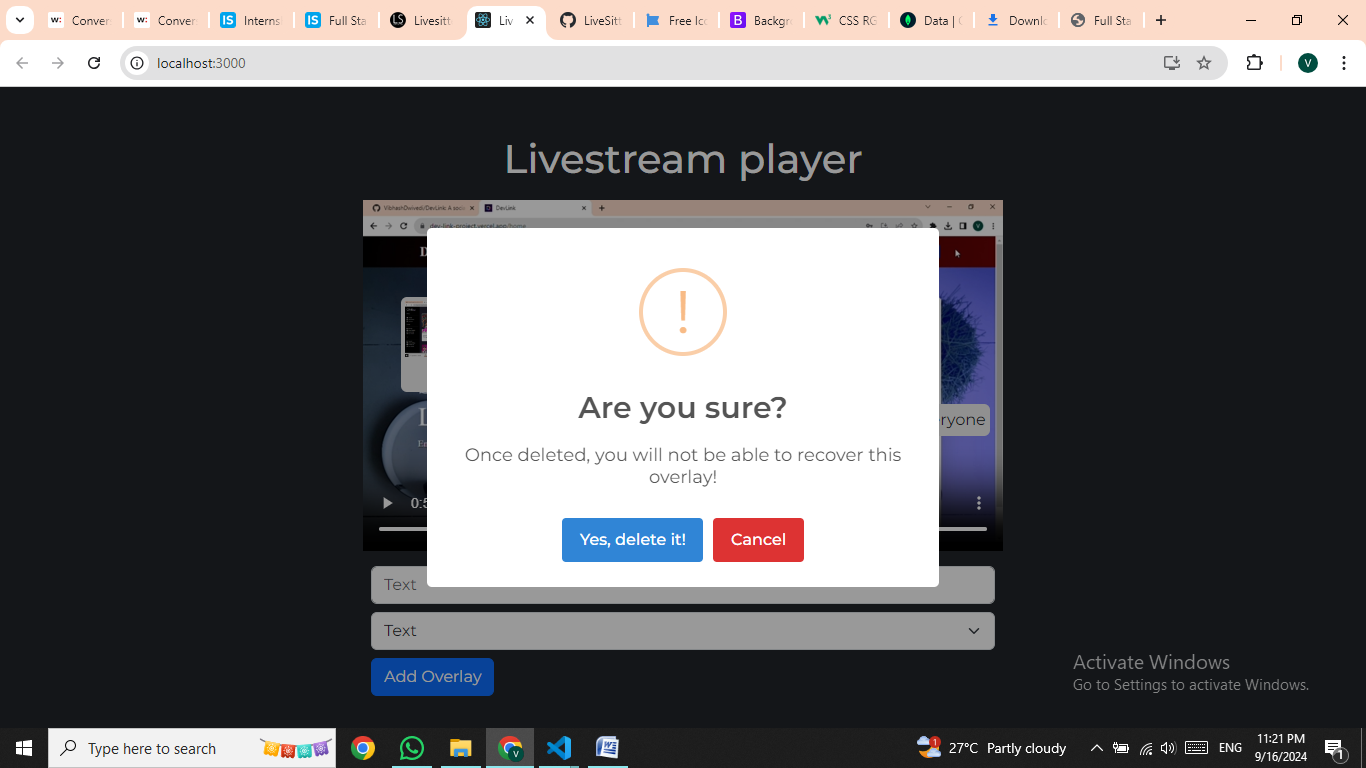 Conver
Conver
Interns
Full Sta
Livesitt
Liv
LiveSitt
Free Ico
Backgr
CSS RG
Data |
Downlo
Full Sta
localhost:3000
V
Livestream player
VibhashDwivedi/DevLink: A socia
DevLink
dev-link-project.vercel.app/home
!
Are you sure?
Once deleted, you will not be able to recover this
overlay!
Yes, delete it!
Cancel
ryone
0:5
Text
Text
Add Overlay
Activate Windows
Go to Settings to activate Windows.
Type here to search
27°C Partly cloudy
ENG
11:21 PM
9/16/2024